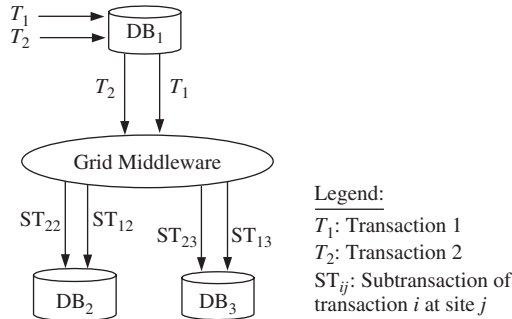 T₁
T₂
DB₁
T₂ T₁
Grid Middleware
ST₂₂ ST₁₂ ST₂₃ ST₁₃
DB₂ DB₃
Legend:
T₁: Transaction 1
T₂: Transaction 2
STᵢⱼ: Subtransaction of
transaction i at site j